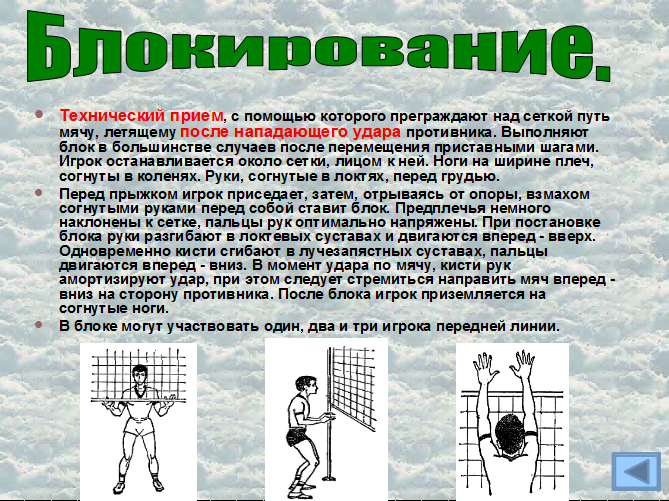 Блокирование.
Технический прием, с помощью которого преграждают над сеткой путь
мячу, летящему после нападающего удара противника. Выполняют
блок в большинстве случаев после перемещения приставными шагами.
Игрок останавливается около сетки, лицом к ней. Ноги на ширине плеч,
согнуты в коленях. Руки, согнутые в локтях, перед грудью.
Перед прыжком игрок приседает, затем, отрываясь от опоры, взмахом
согнутыми руками перед собой ставит блок. Предплечья немного
наклонены к сетке, пальцы рук оптимально напряжены. При постановке
блока руки разгибают в локтевых суставах и двигаются вперед - вверх.
Одновременно кисти сгибают в лучезапястных суставах, пальцы
двигаются вперед - вниз. В момент удара по мячу, кисти рук
амортизируют удар, при этом следует стремиться направить мяч вперед -
вниз на сторону противника. После блока игрок приземляется на
согнутые ноги.
В блоке могут участвовать один, два и три игрока передней линии.